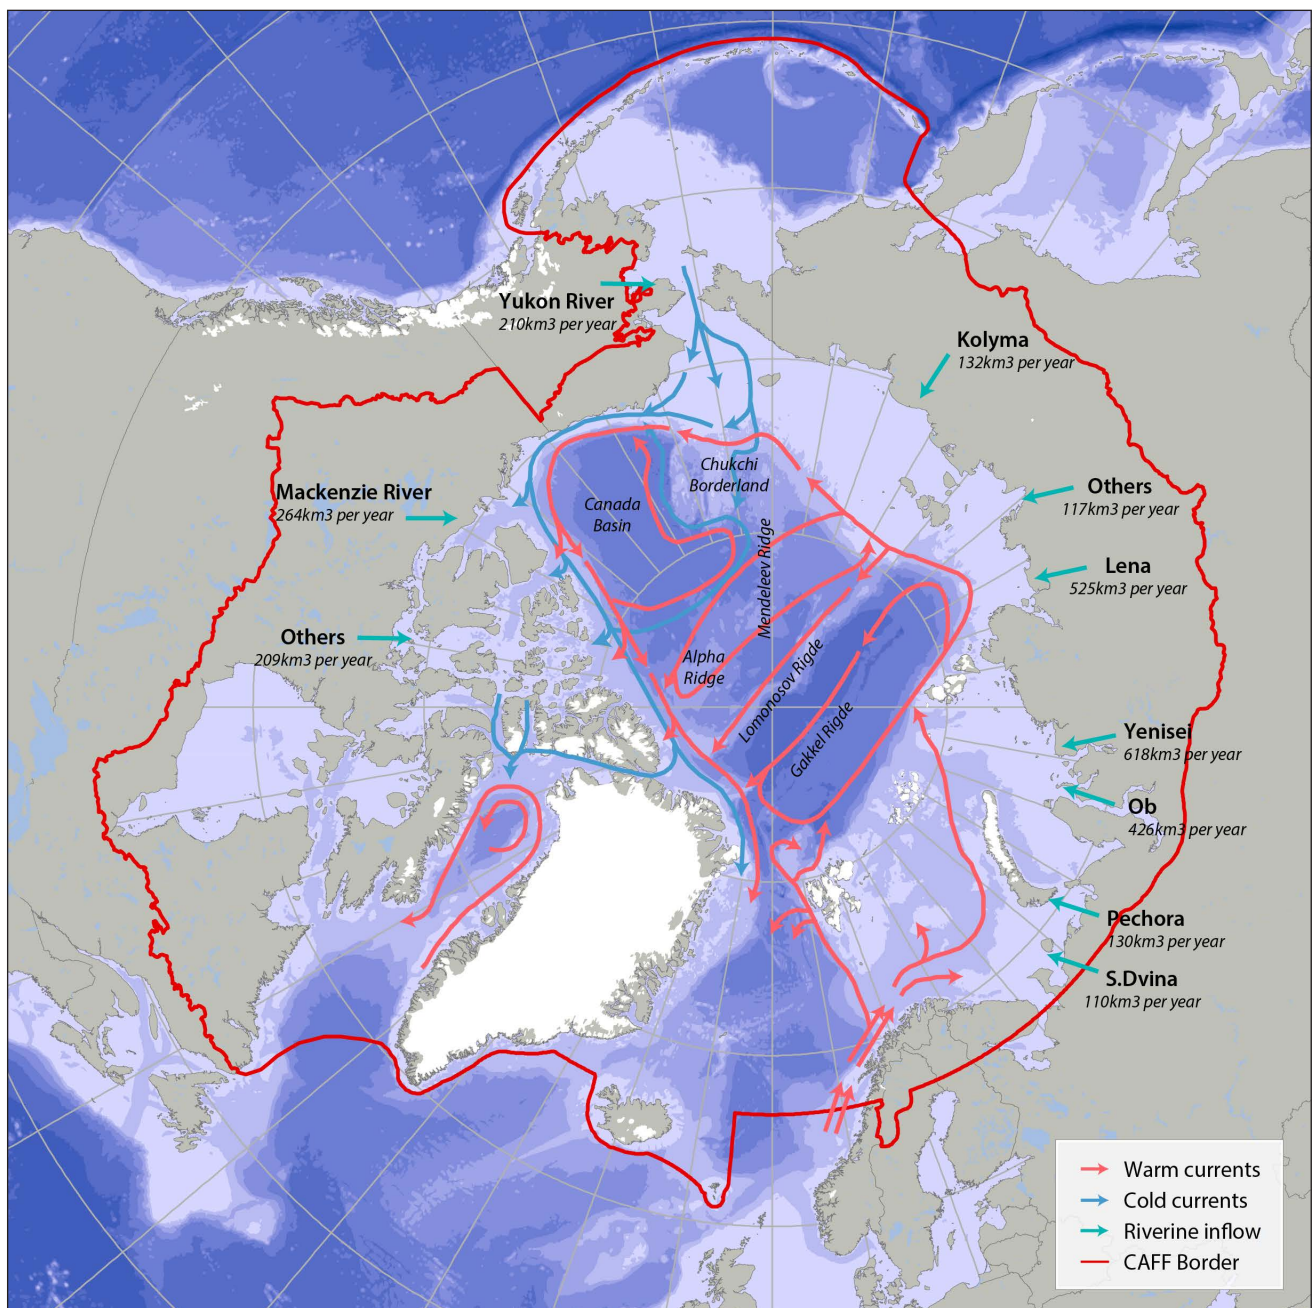 Yukon River
210km3 per year
Kolyma
132km3 per year
Chukchi
Borderland
Canada
Basin
Mackenzie River
264km3 per year
Others
117km3 per year
Mendeleev Ridge
Lena
525km3 per year
Others
209km3 per year
Alpha
Ridge
Lomonosov Rigde
Gakkel Rigde
Yenisei
618km3 per year
Ob
426km3 per year
Pechora
130km3 per year
S.Dvina
110km3 per year
Warm currents
Cold currents
Riverine inflow
CAFF Border